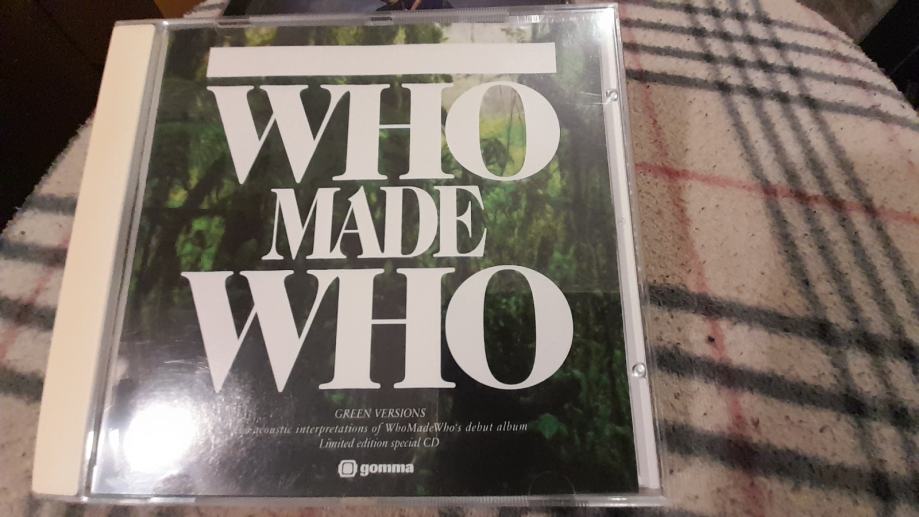 WHO
MADE
WHO
GREEN VERSIONS
acoustic interpretations of WhoMadeWho's debut album
Limited edition special CD
gomma